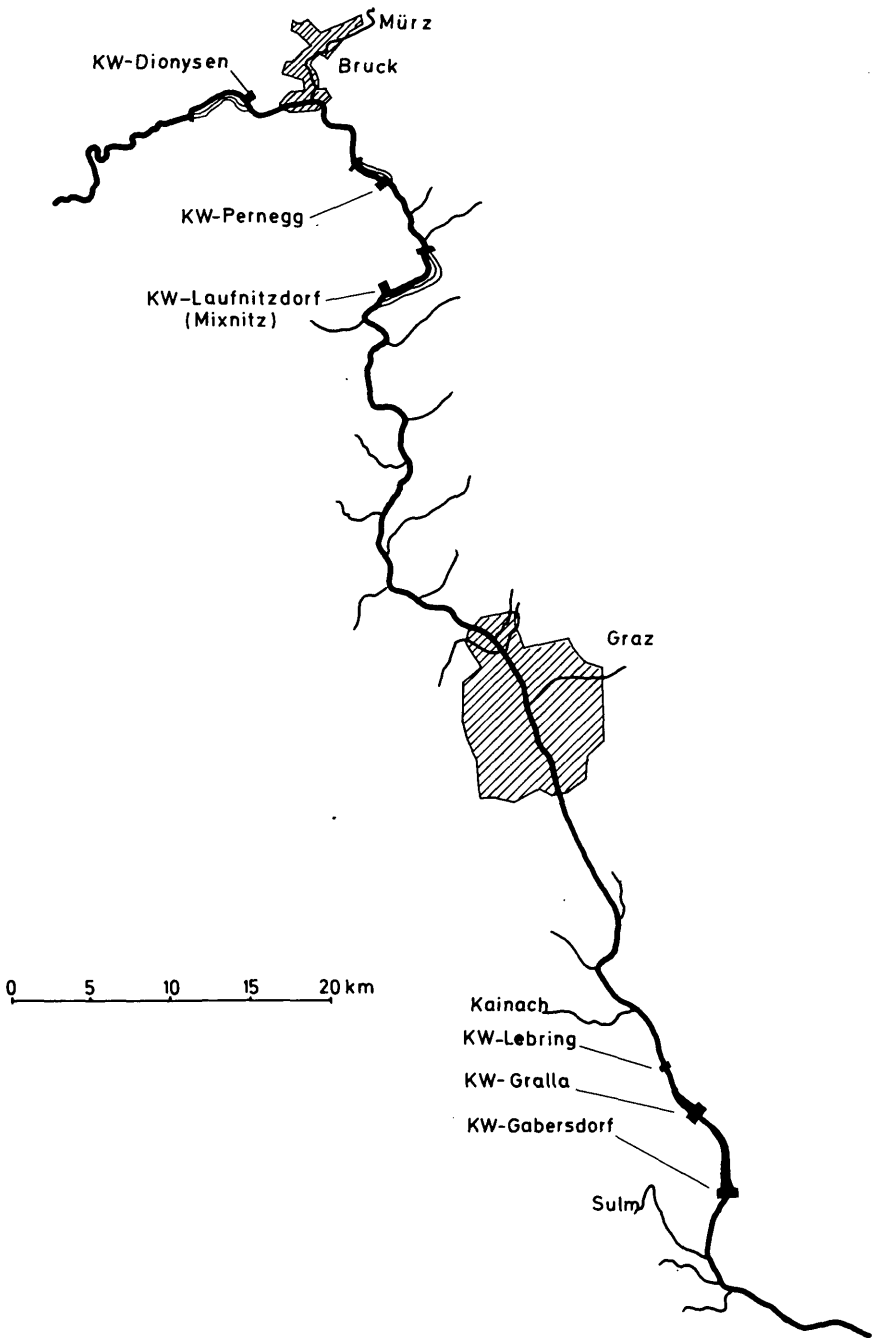 Mürz
KW-Dionysen
Bruck
KW-Pernegg
KW-Laufnitzdorf
(Mixnitz)
Graz
0 5 10 15 20 km
Kainach
KW-Lebring
KW-Gralla
KW-Gabersdorf
Sulm